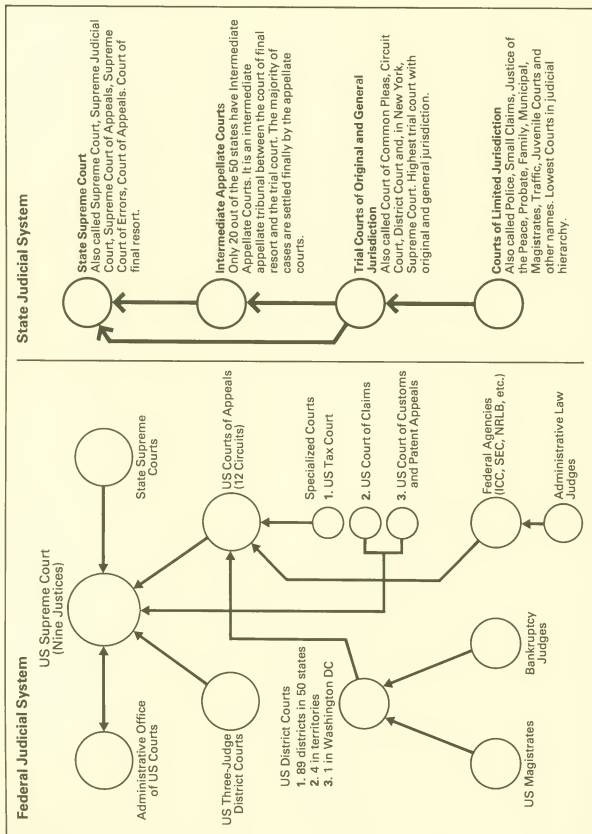 Federal Judicial System
US Supreme Court
(Nine Justices)
Administrative Office
of US Courts
State Supreme
Courts
US Three-Judge
District Courts
US Courts of Appeals
(12 Circuits)
US District Courts
1. 89 districts in 50 states
2. 4 in territories
3. 1 in Washington DC
Specialized Courts
1. US Tax Court
2. US Court of Claims
3. US Court of Customs
and Patent Appeals
Federal Agencies
(ICC, SEC, NRLB, etc.)
Administrative Law
Judges
US Magistrates
Bankruptcy
Judges
State Judicial System
State Supreme Court
Also called Supreme Court, Supreme Judicial
Court, Supreme Court of Appeals, Supreme
Court of Errors, Court of Appeals. Court of
final resort.
Intermediate Appellate Courts
Only 20 out of the 50 states have Intermediate
Appellate Courts. It is an intermediate
appellate tribunal between the court of final
resort and the trial court. The majority of
cases are settled finally by the appellate
courts.
Trial Courts of Original and General
Jurisdiction
Also called Court of Common Pleas, Circuit
Court, District Court and, in New York,
Supreme Court. Highest trial court with
original and general jurisdiction.
Courts of Limited Jurisdiction
Also called Police, Small Claims, Justice of
the Peace, Probate, Family, Municipal,
Magistrates, Traffic, Juvenile Courts and
other names. Lowest Courts in judicial
hierarchy.